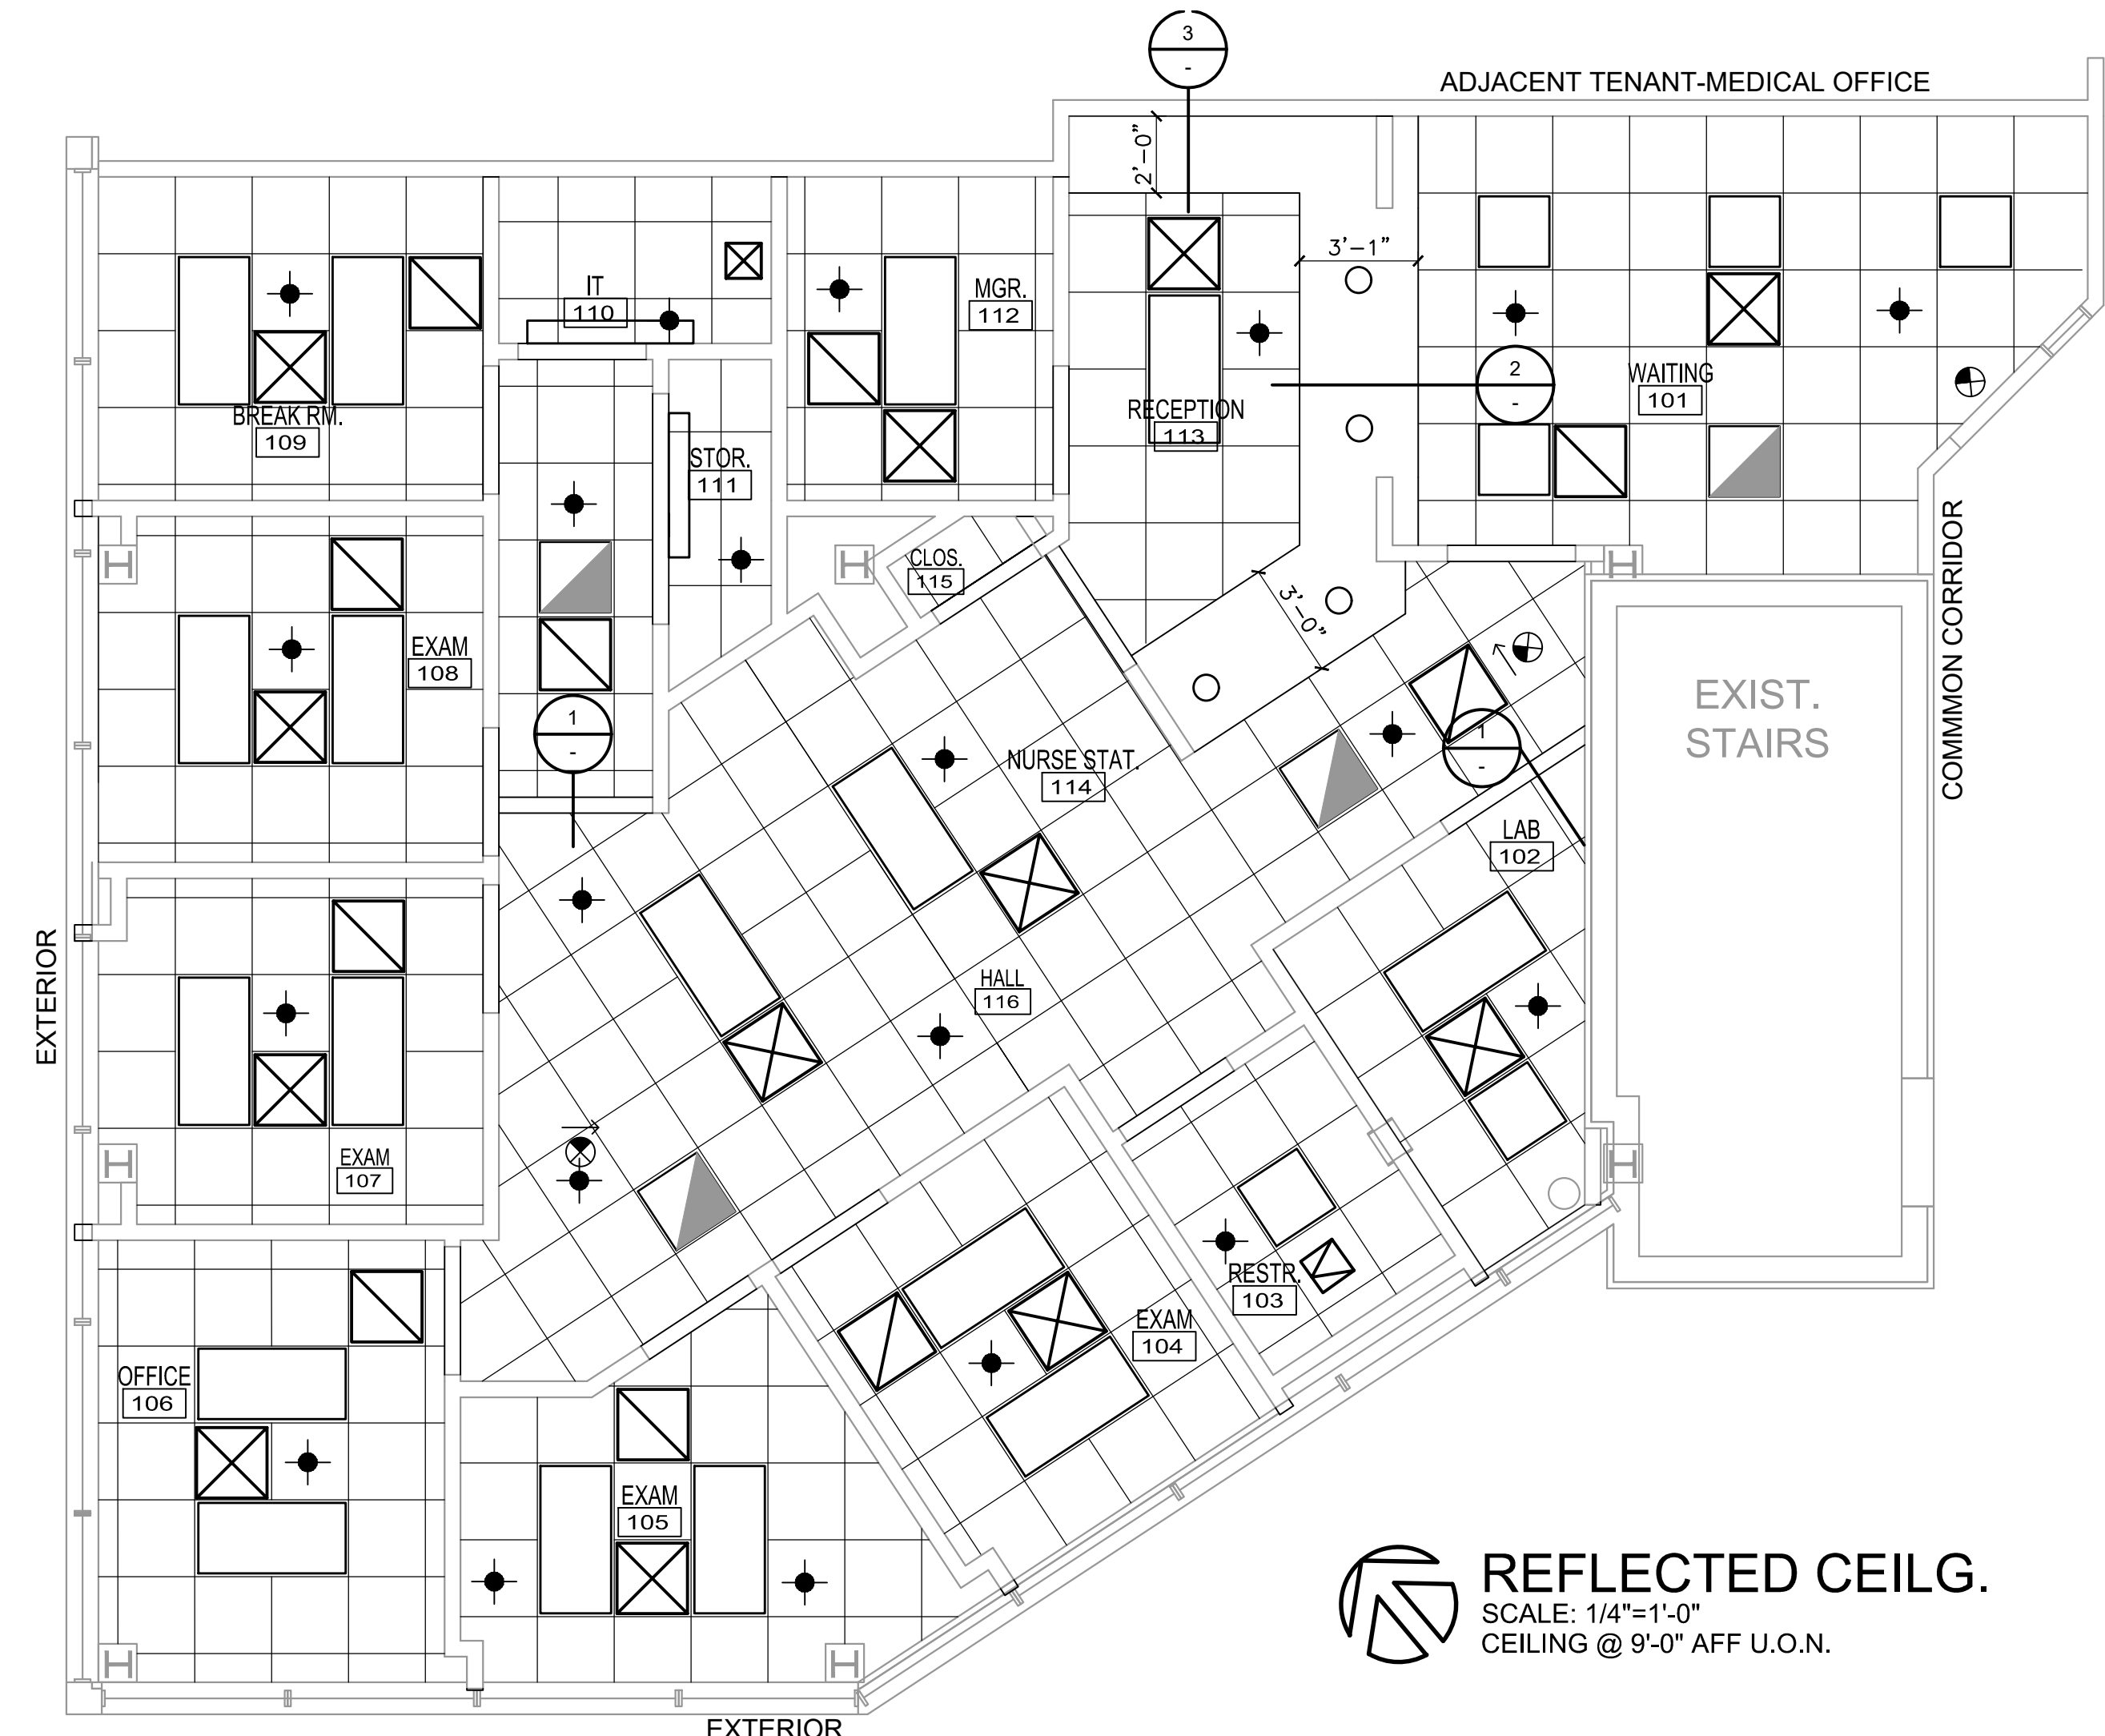 3
-
ADJACENT TENANT-MEDICAL OFFICE
2'-0"
3'-1"
IT
110
MGR.
112
2
-
WAITING
101
BREAK RM.
109
RECEPTION
113
STOR.
111
CLOS.
115
3'-0"
COMMON CORRIDOR
EXAM
108
EXIST.
STAIRS
1
-
NURSE STAT.
114
1
-
LAB
102
EXTERIOR
HALL
116
EXAM
107
RESTR.
103
EXAM
104
OFFICE
106
EXAM
105
H
H
H
H
H
H
H
REFLECTED CEILG.
SCALE: 1/4"=1'-0"
CEILING @ 9'-0" AFF U.O.N.
EXTERIOR